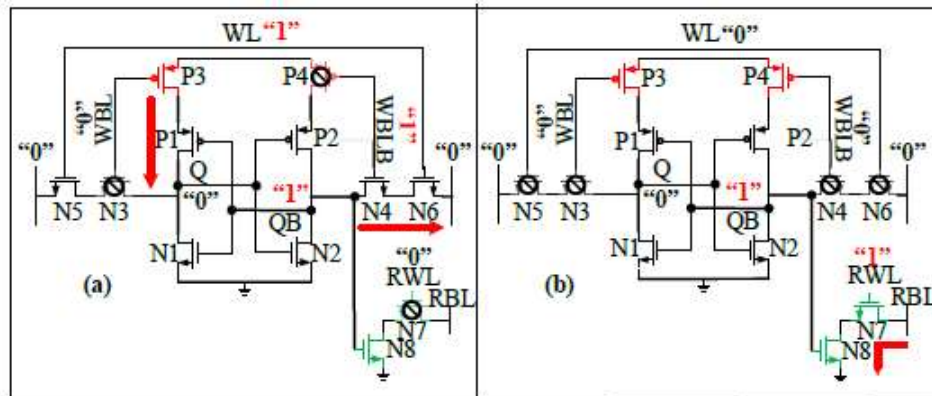 WL“1”
P3
P4
“0”
WBL
“1”
WBLB
P1
P2
“0”
“0”
Q
“1”
N5
N3
“0”
N4
N6
QB
N1
N2
“0”
(a)
RWL
RBL
N7
N8
WL“0”
P3
P4
“0”
WBL
“0”
WBLB
P1
P2
“0”
“0”
Q
“1”
N5
N3
“0”
N4
N6
QB
N1
N2
“1”
(b)
RWL
RBL
N7
N8